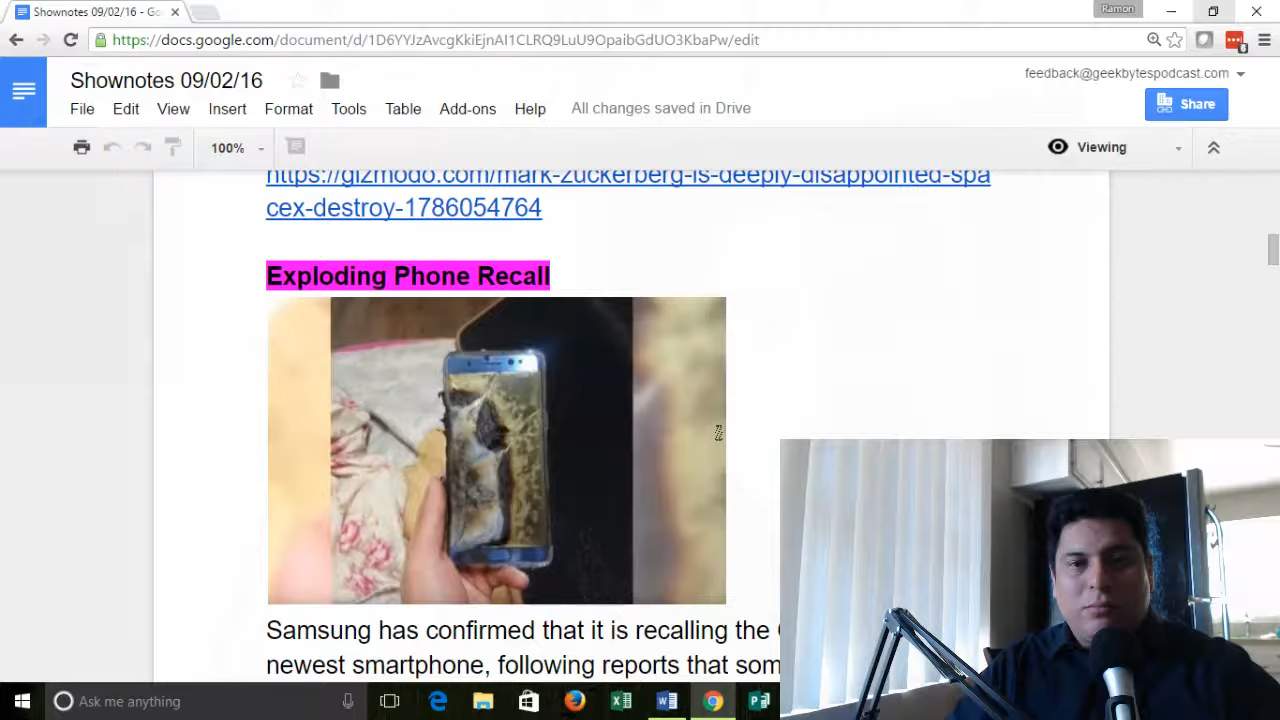 Shownotes 09/02/16 - Go
Ramon
https://docs.google.com/document/d/1D6YYJzAvcgKkiEjnAI1CLRQ9LuU9OpaibGdUO3KbaPw/edit
Shownotes 09/02/16
feedback@geekbytespodcast.com
File Edit View Insert Format Tools Table Add-ons Help All changes saved in Drive
Share
100%
Viewing
https://gizmodo.com/mark-zuckerberg-is-deeply-disappointed-spa
cex-destroy-1786054764
Exploding Phone Recall
Samsung has confirmed that it is recalling the
newest smartphone, following reports that som
Ask me anything